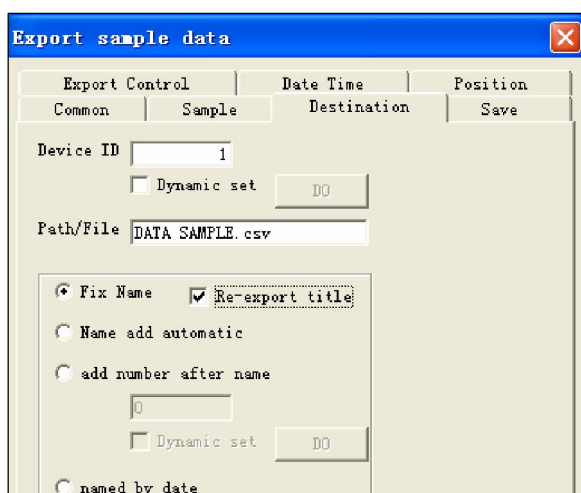 Export sample data
Export Control Date Time Position
Common Sample Destination Save
Device ID 1
Dynamic set D0
Path/File DATA SAMPLE.csv
Fix Name Re-export title
Name add automatic
add number after name
0
Dynamic set D0
named by date